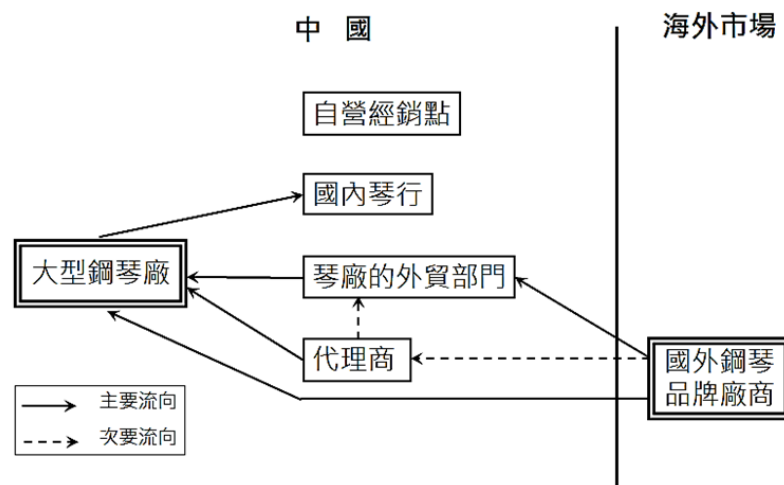 中 國
海外市場
自營經銷點
國內琴行
大型鋼琴廠
琴廠的外貿部門
代理商
國外鋼琴
品牌廠商
主要流向
次要流向